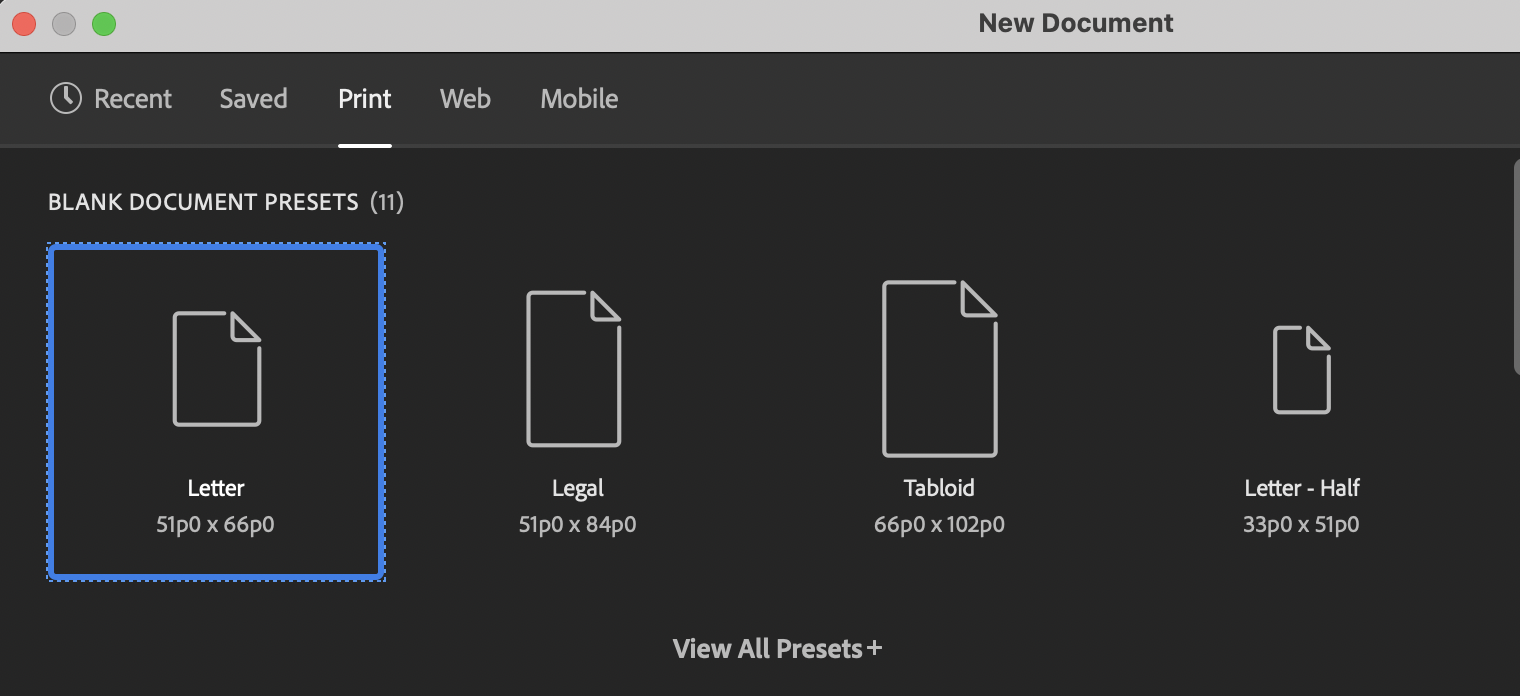 New Document
Recent Saved Print Web Mobile
BLANK DOCUMENT PRESETS (11)
Letter Legal Tabloid Letter - Half
51p0 x 66p0 51p0 x 84p0 66p0 x 102p0 33p0 x 51p0
View All Presets+